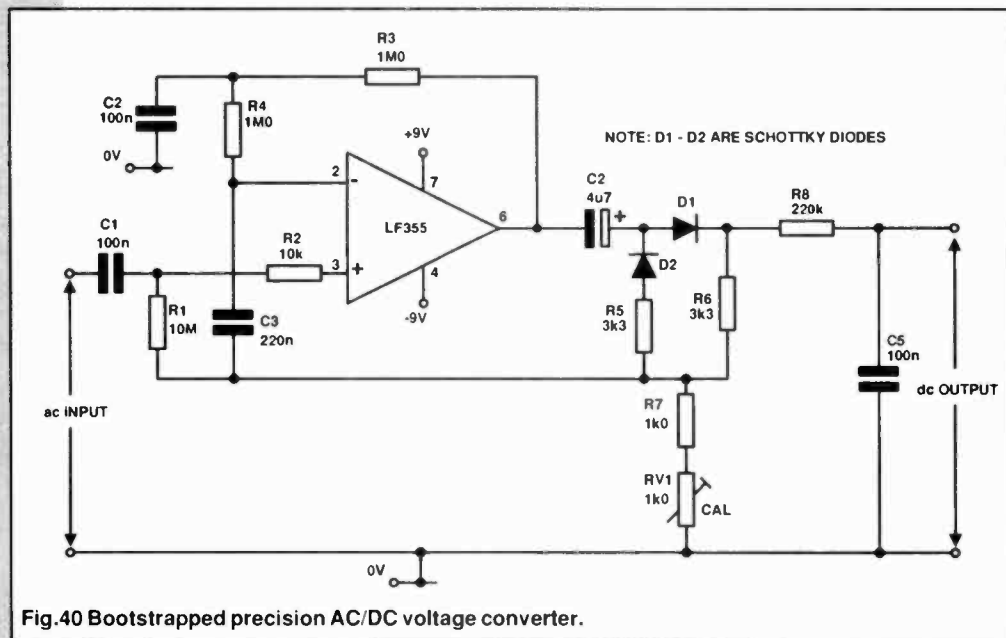 R3
1M0
C2
100n
R4
1M0
0V
+9V
NOTE: D1 - D2 ARE SCHOTTKY DIODES
2
-
7
C2
4u7
+
D1
R8
220k
LF355
6
C1
100n
R2
10k
3
+
4
-9V
D2
R1
10M
C3
220n
R5
3k3
R6
3k3
C5
100n
ac INPUT
dc OUTPUT
R7
1k0
RV1
1k0
CAL
0V
Fig.40 Bootstrapped precision AC/DC voltage converter.